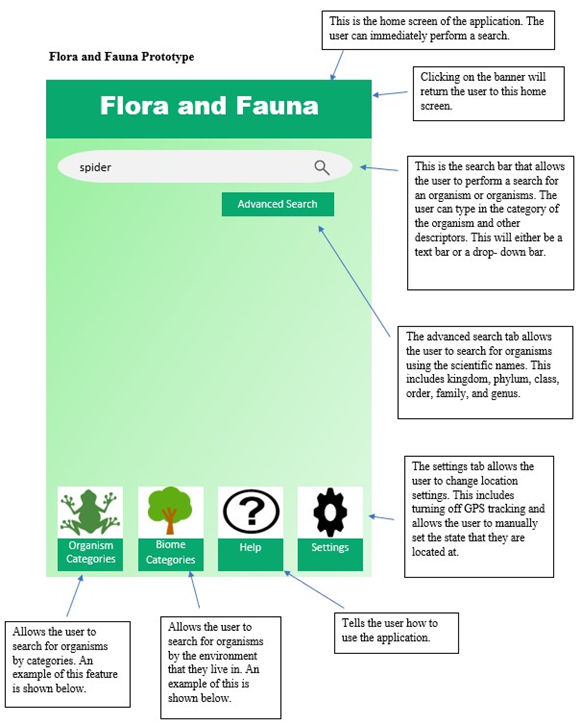 This is the home screen of the application. The
user can immediately perform a search.
Flora and Fauna Prototype
Clicking on the banner will
return the user to this home
screen.
Flora and Fauna
spider
Advanced Search
This is the search bar that allows
the user to perform a search for
an organism or organisms. The
user can type in the category of
the organism and other
descriptors. This will either be a
text bar or a drop- down bar.
The advanced search tab allows
the user to search for organisms
using the scientific names. This
includes kingdom, phylum, class,
order, family, and genus.
The settings tab allows the
user to change location
settings. This includes
turning off GPS tracking and
allows the user to manually
set the state that they are
located at.
Organism
Categories
Biome
Categories
?
Help
Settings
Allows the user to
search for organisms
by categories. An
example of this feature
is shown below.
Allows the user to
search for organisms
by the environment
that they live in. An
example of this is
shown below.
Tells the user how to
use the application.